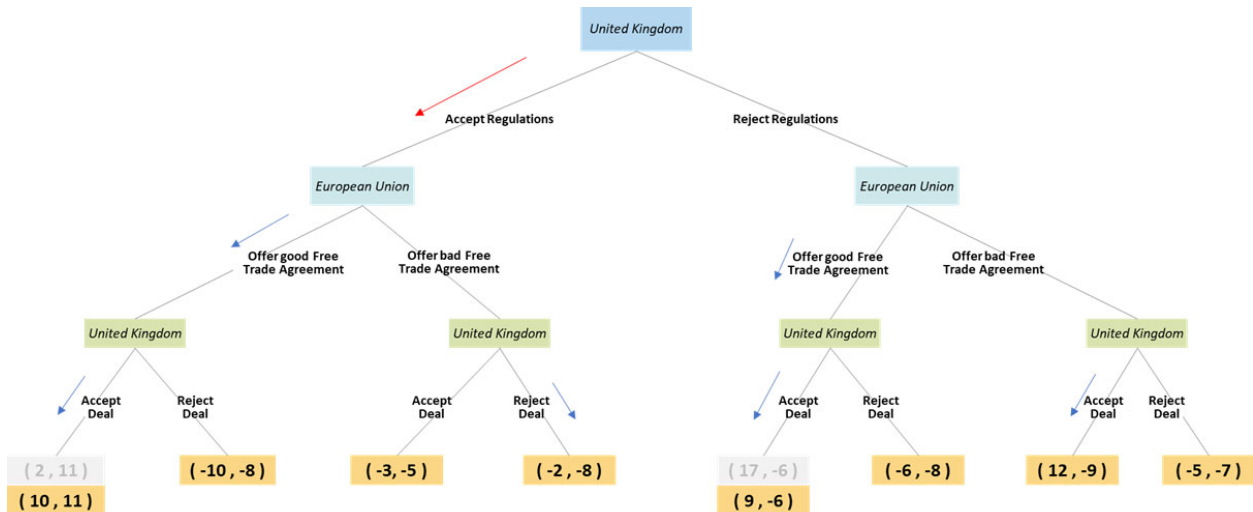 United Kingdom
Accept Regulations
Reject Regulations
European Union
European Union
Offer good Free
Trade Agreement
Offer bad Free
Trade Agreement
Offer good Free
Trade Agreement
Offer bad Free
Trade Agreement
United Kingdom
United Kingdom
United Kingdom
United Kingdom
Accept
Deal
Reject
Deal
Accept
Deal
Reject
Deal
Accept
Deal
Reject
Deal
Accept
Deal
Reject
Deal
( 2 , 11 )
( -10 , -8 )
( -3, -5 )
( -2 , -8 )
( 17 , -6 )
( -6 , -8 )
( 12 , -9 )
( -5 , -7 )
( 10 , 11 )
( 9 , -6 )